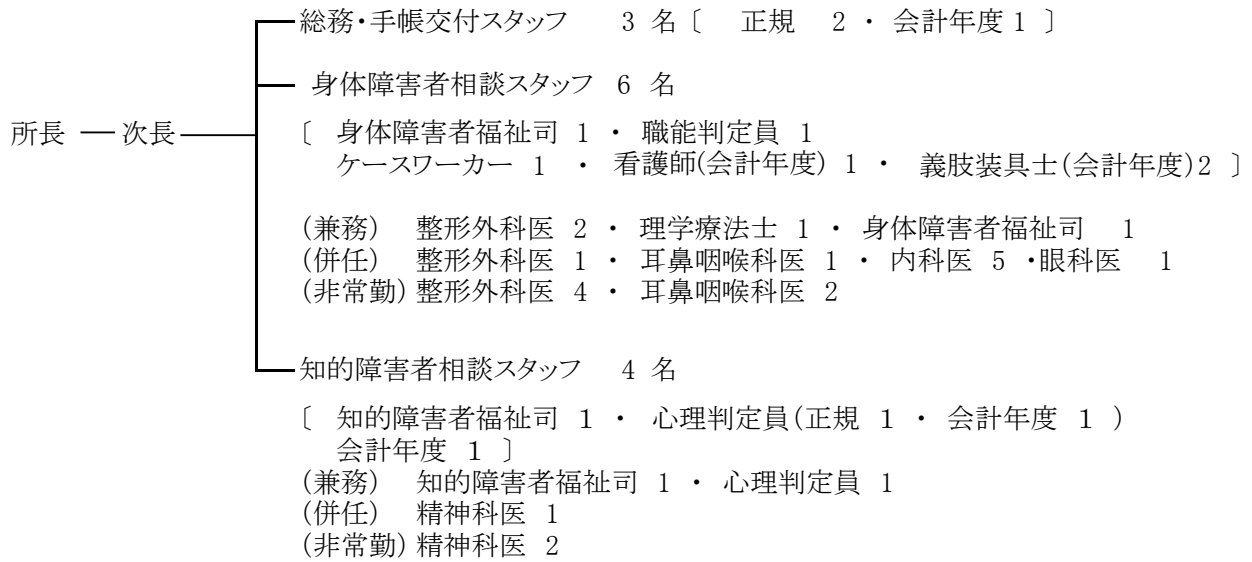 総務・手帳交付スタッフ 3 名〔 正規 2 ・ 会計年度 1 〕
身体障害者相談スタッフ 6 名
所長 ― 次長 〔 身体障害者福祉司 1 ・ 職能判定員 1
ケースワーカー 1 ・ 看護師(会計年度) 1 ・ 義肢装具士(会計年度)2 〕
(兼務) 整形外科医 2 ・ 理学療法士 1 ・ 身体障害者福祉司 1
(併任) 整形外科医 1 ・ 耳鼻咽喉科医 1 ・ 内科医 5 ・眼科医 1
(非常勤) 整形外科医 4 ・ 耳鼻咽喉科医 2
知的障害者相談スタッフ 4 名
〔 知的障害者福祉司 1 ・ 心理判定員(正規 1 ・ 会計年度 1 )
会計年度 1 〕
(兼務) 知的障害者福祉司 1 ・ 心理判定員 1
(併任) 精神科医 1
(非常勤) 精神科医 2